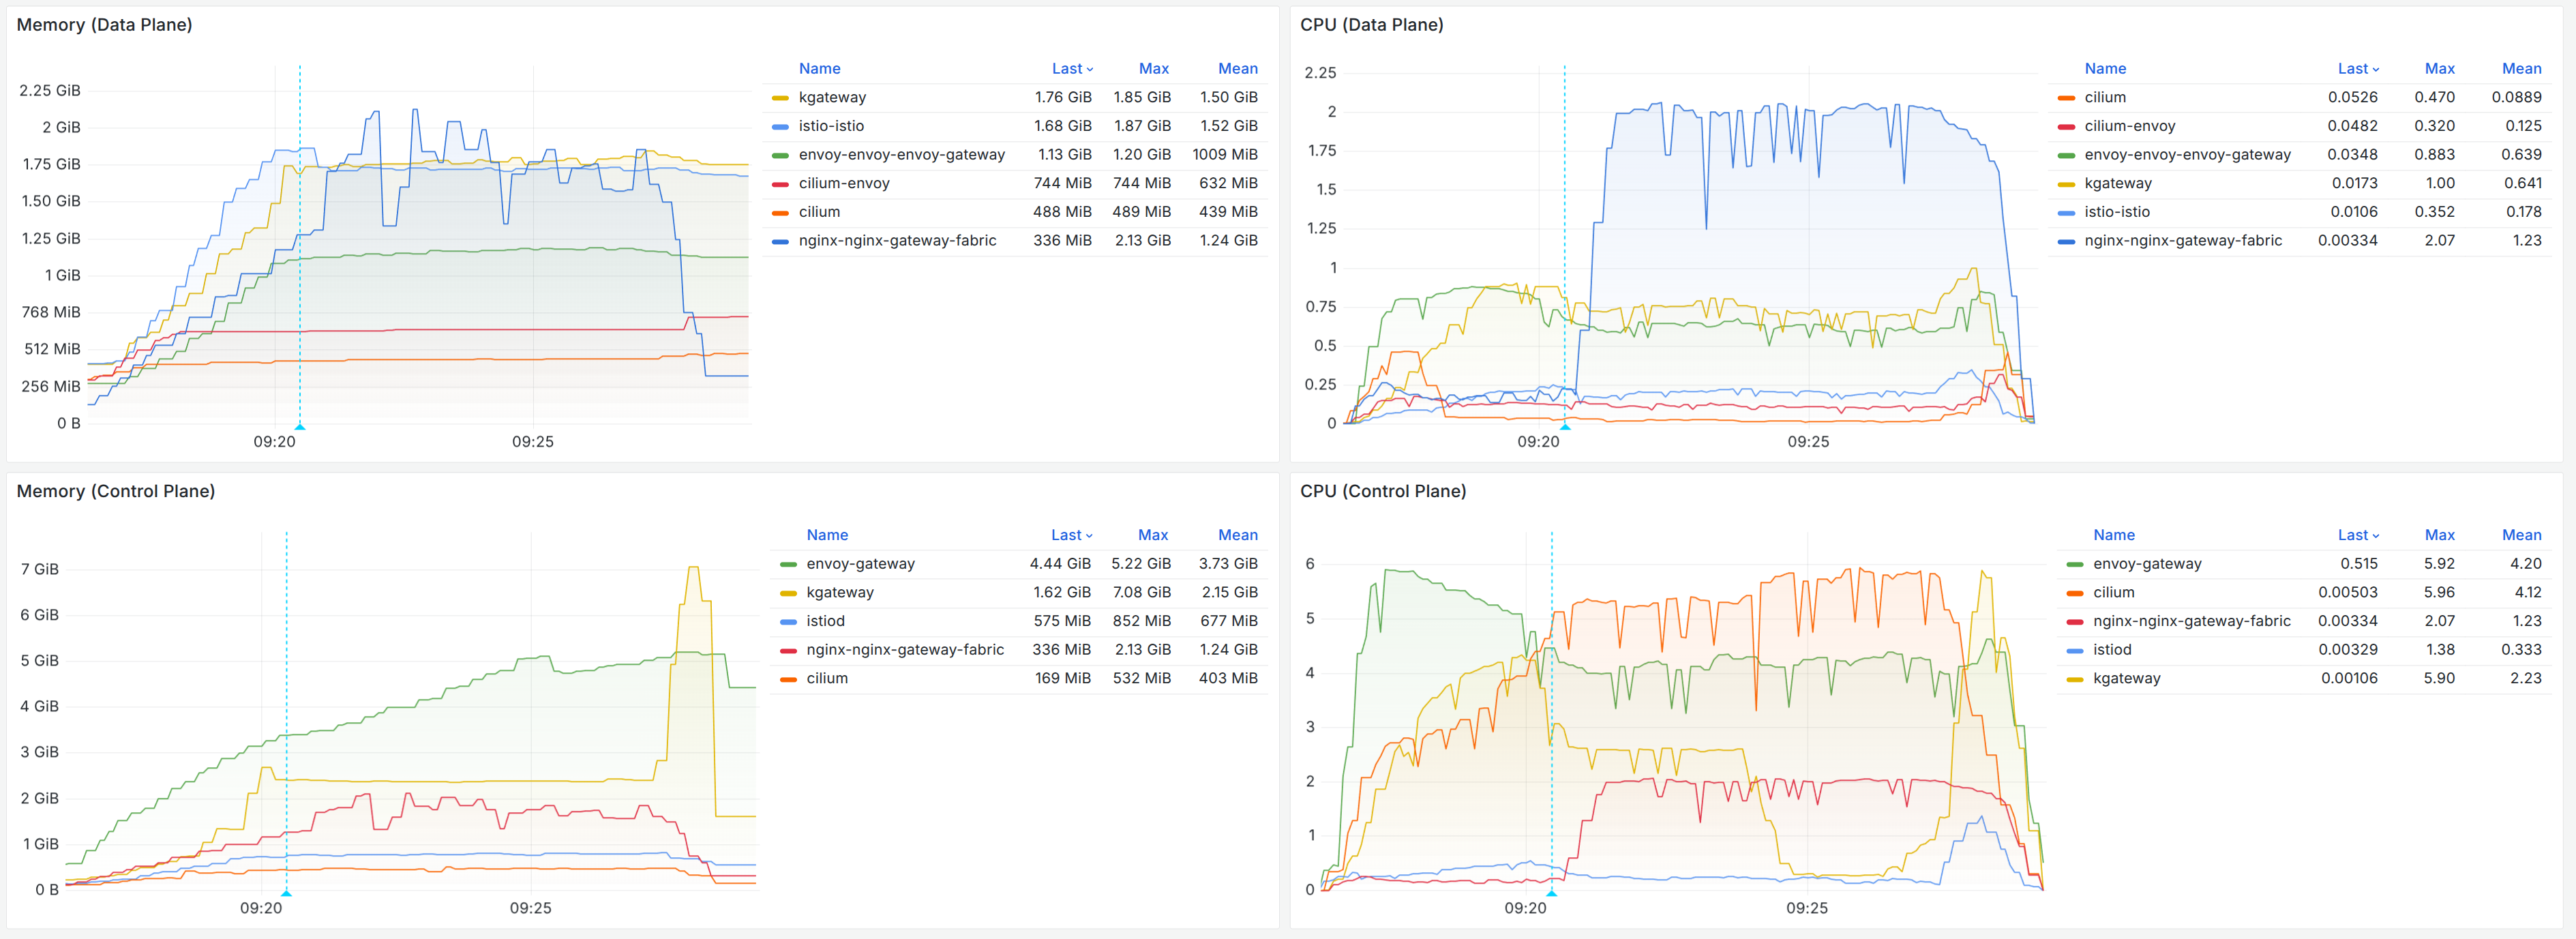 Memory (Data Plane)
2.25 GiB
2 GiB
1.75 GiB
1.50 GiB
1.25 GiB
1 GiB
768 MiB
512 MiB
256 MiB
0 B
09:20 09:25
Name Last Max Mean
kgateway 1.76 GiB 1.85 GiB 1.50 GiB
istio-istio 1.68 GiB 1.87 GiB 1.52 GiB
envoy-envoy-envoy-gateway 1.13 GiB 1.20 GiB 1009 MiB
cilium-envoy 744 MiB 744 MiB 632 MiB
cilium 488 MiB 489 MiB 439 MiB
nginx-nginx-gateway-fabric 336 MiB 2.13 GiB 1.24 GiB
CPU (Data Plane)
2.25
2
1.75
1.5
1.25
1
0.75
0.5
0.25
0
09:20 09:25
Name Last Max Mean
cilium 0.0526 0.470 0.0889
cilium-envoy 0.0482 0.320 0.125
envoy-envoy-envoy-gateway 0.0348 0.883 0.639
kgateway 0.0173 1.00 0.641
istio-istio 0.0106 0.352 0.178
nginx-nginx-gateway-fabric 0.00334 2.07 1.23
Memory (Control Plane)
7 GiB
6 GiB
5 GiB
4 GiB
3 GiB
2 GiB
1 GiB
0 B
09:20 09:25
Name Last Max Mean
envoy-gateway 4.44 GiB 5.22 GiB 3.73 GiB
kgateway 1.62 GiB 7.08 GiB 2.15 GiB
istiod 575 MiB 852 MiB 677 MiB
nginx-nginx-gateway-fabric 336 MiB 2.13 GiB 1.24 GiB
cilium 169 MiB 532 MiB 403 MiB
CPU (Control Plane)
6
5
4
3
2
1
0
09:20 09:25
Name Last Max Mean
envoy-gateway 0.515 5.92 4.20
cilium 0.00503 5.96 4.12
nginx-nginx-gateway-fabric 0.00334 2.07 1.23
istiod 0.00329 1.38 0.333
kgateway 0.00106 5.90 2.23